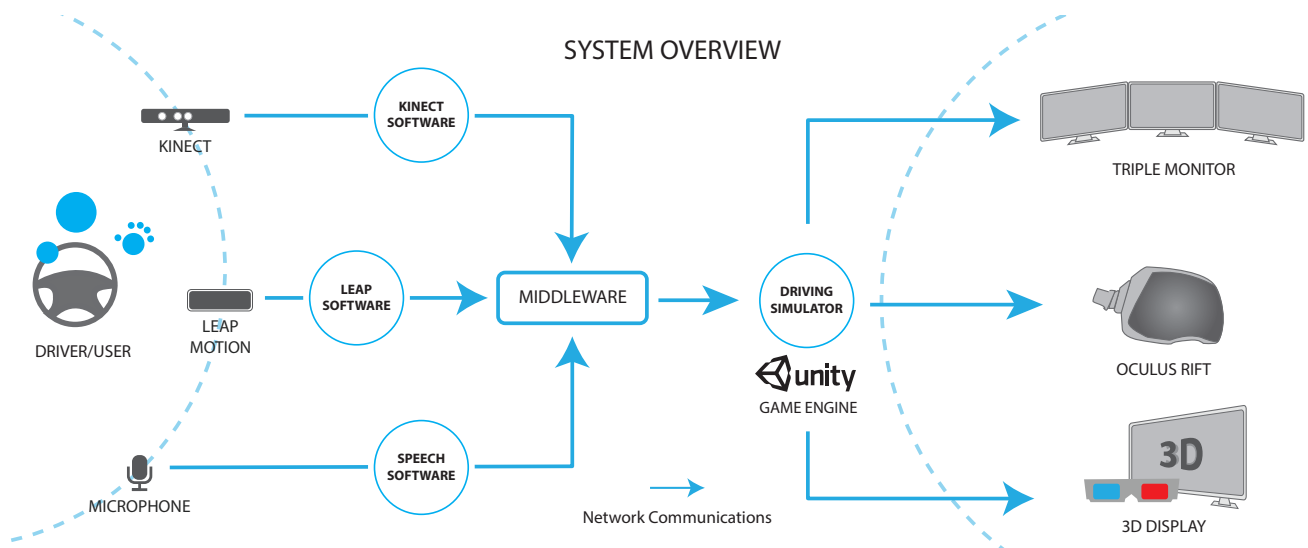 SYSTEM OVERVIEW
KINECT
KINECT
SOFTWARE
TRIPLE MONITOR
DRIVER/USER
LEAP
MOTION
LEAP
SOFTWARE
MIDDLEWARE
DRIVING
SIMULATOR
unity
GAME ENGINE
OCULUS RIFT
MICROPHONE
SPEECH
SOFTWARE
Network Communications
3D
3D DISPLAY